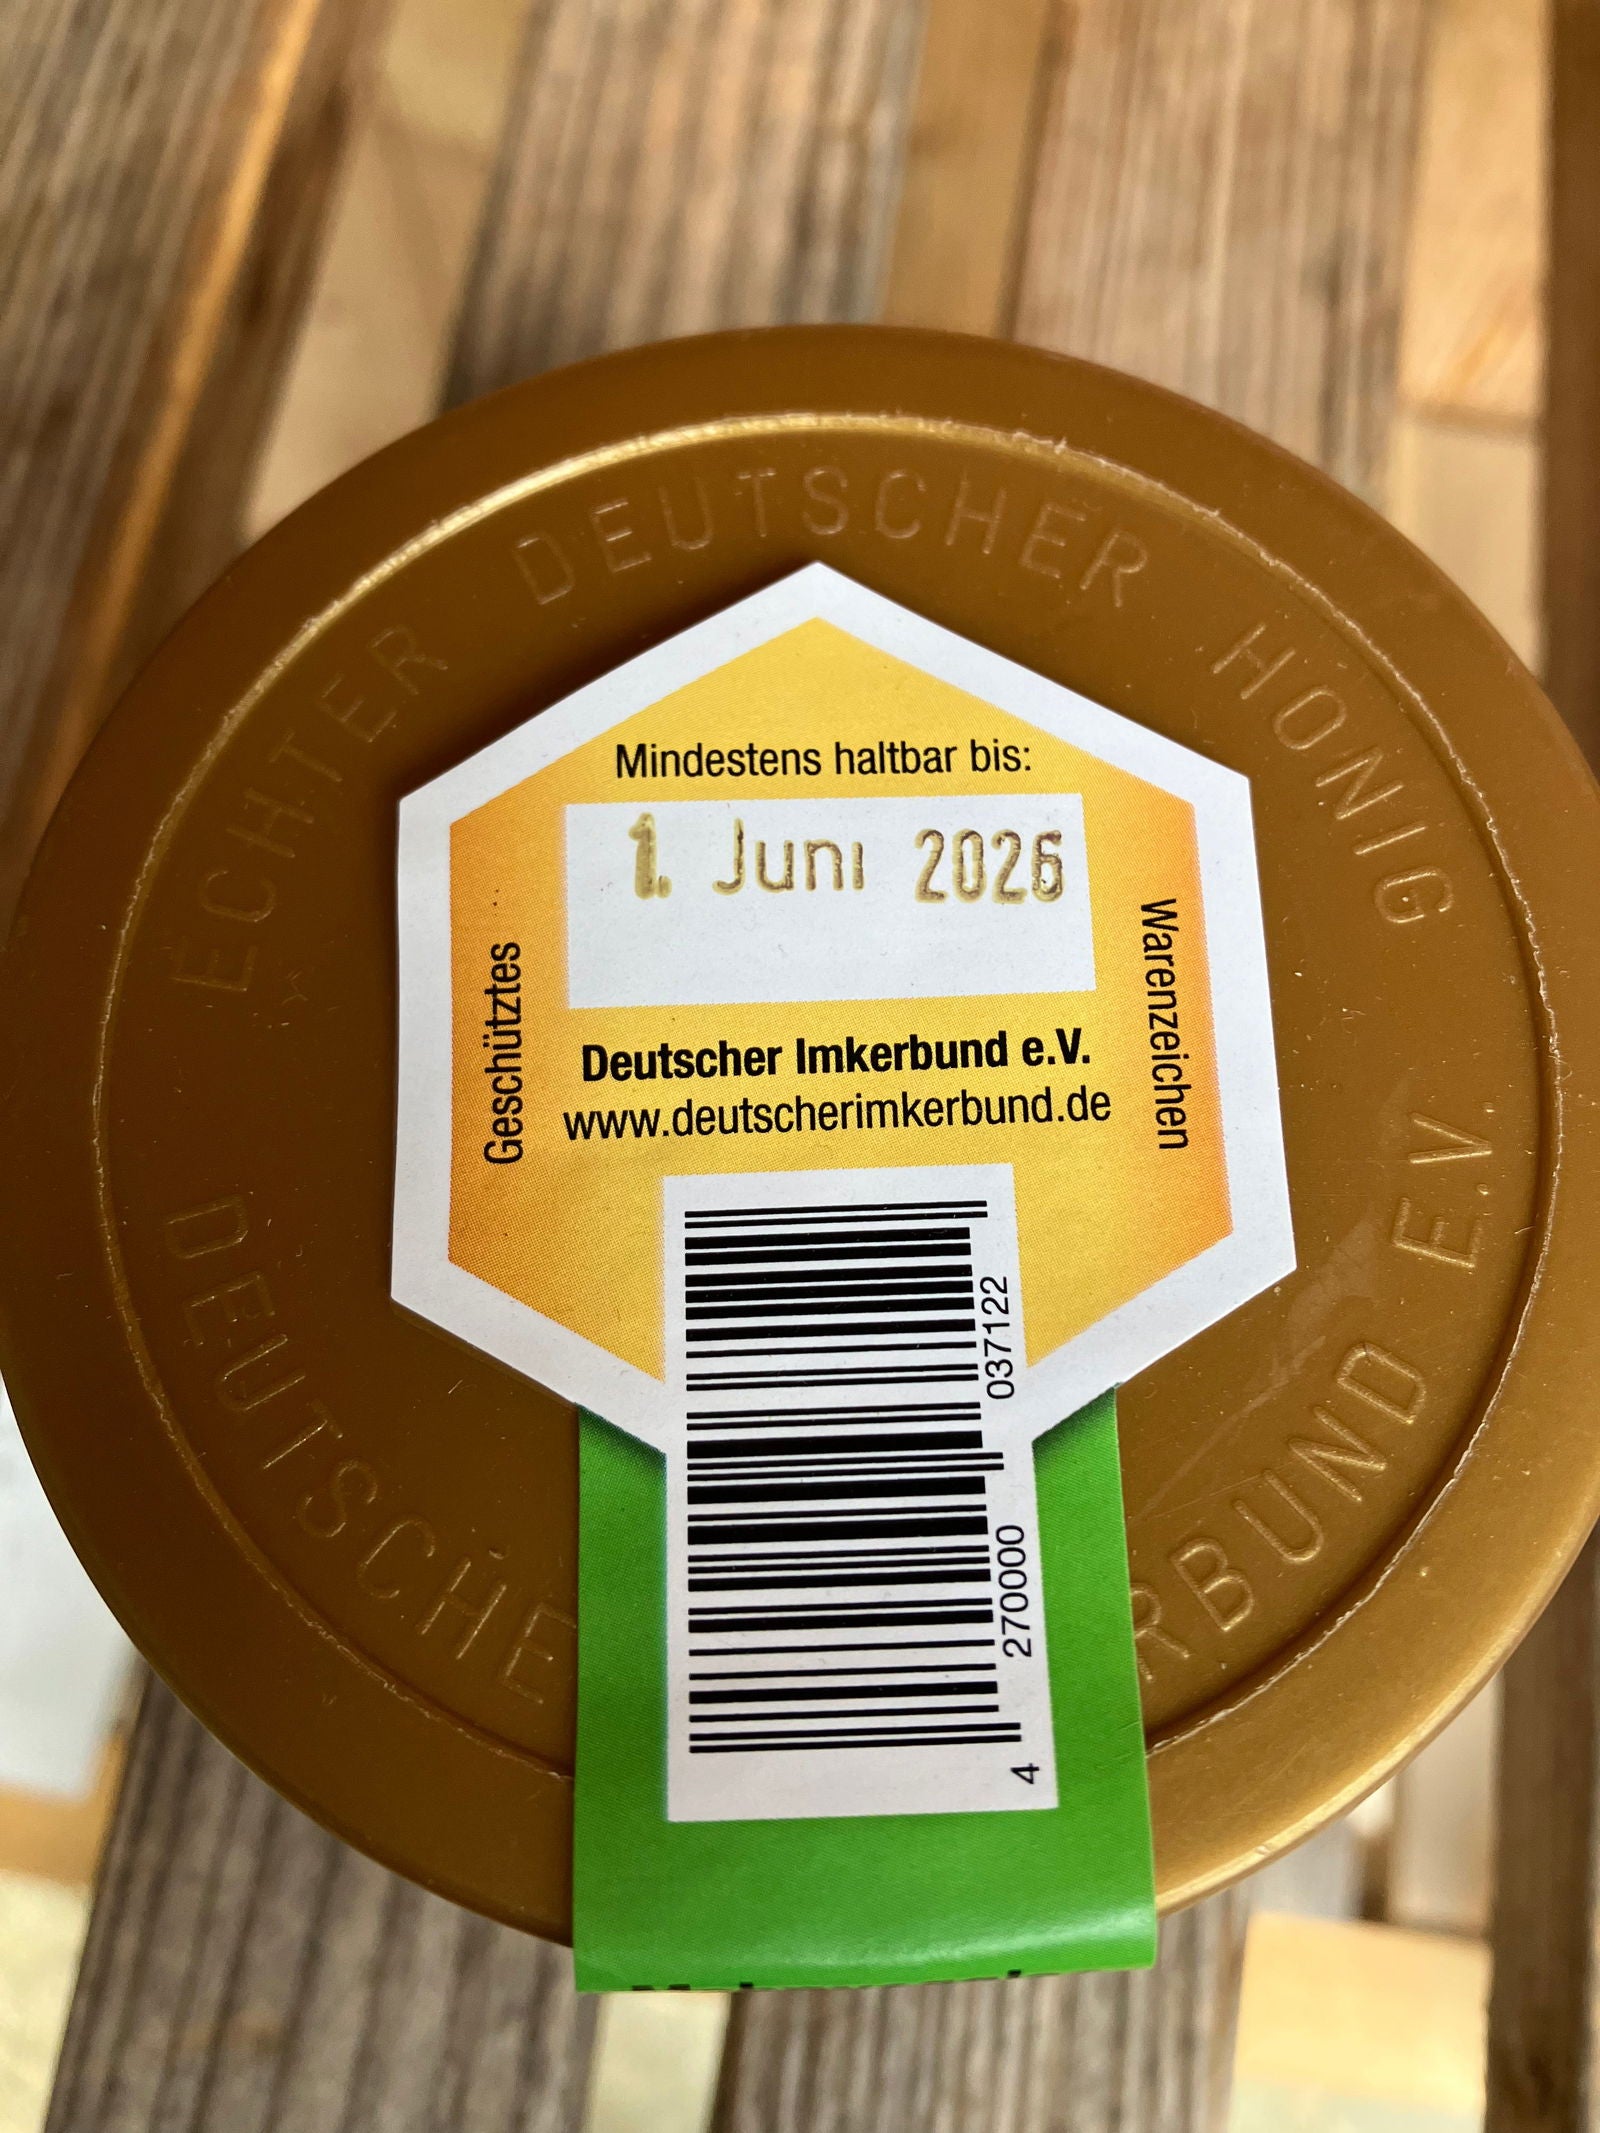 ECHTER DEUTSCHER HONIG
Mindestens haltbar bis:
1. Juni 2026
Geschütztes
Warenzeichen
Deutscher Imkerbund e.V.
www.deutscherimkerbund.de
4 270000 037122
DEUTSCHE RBUND E.V.